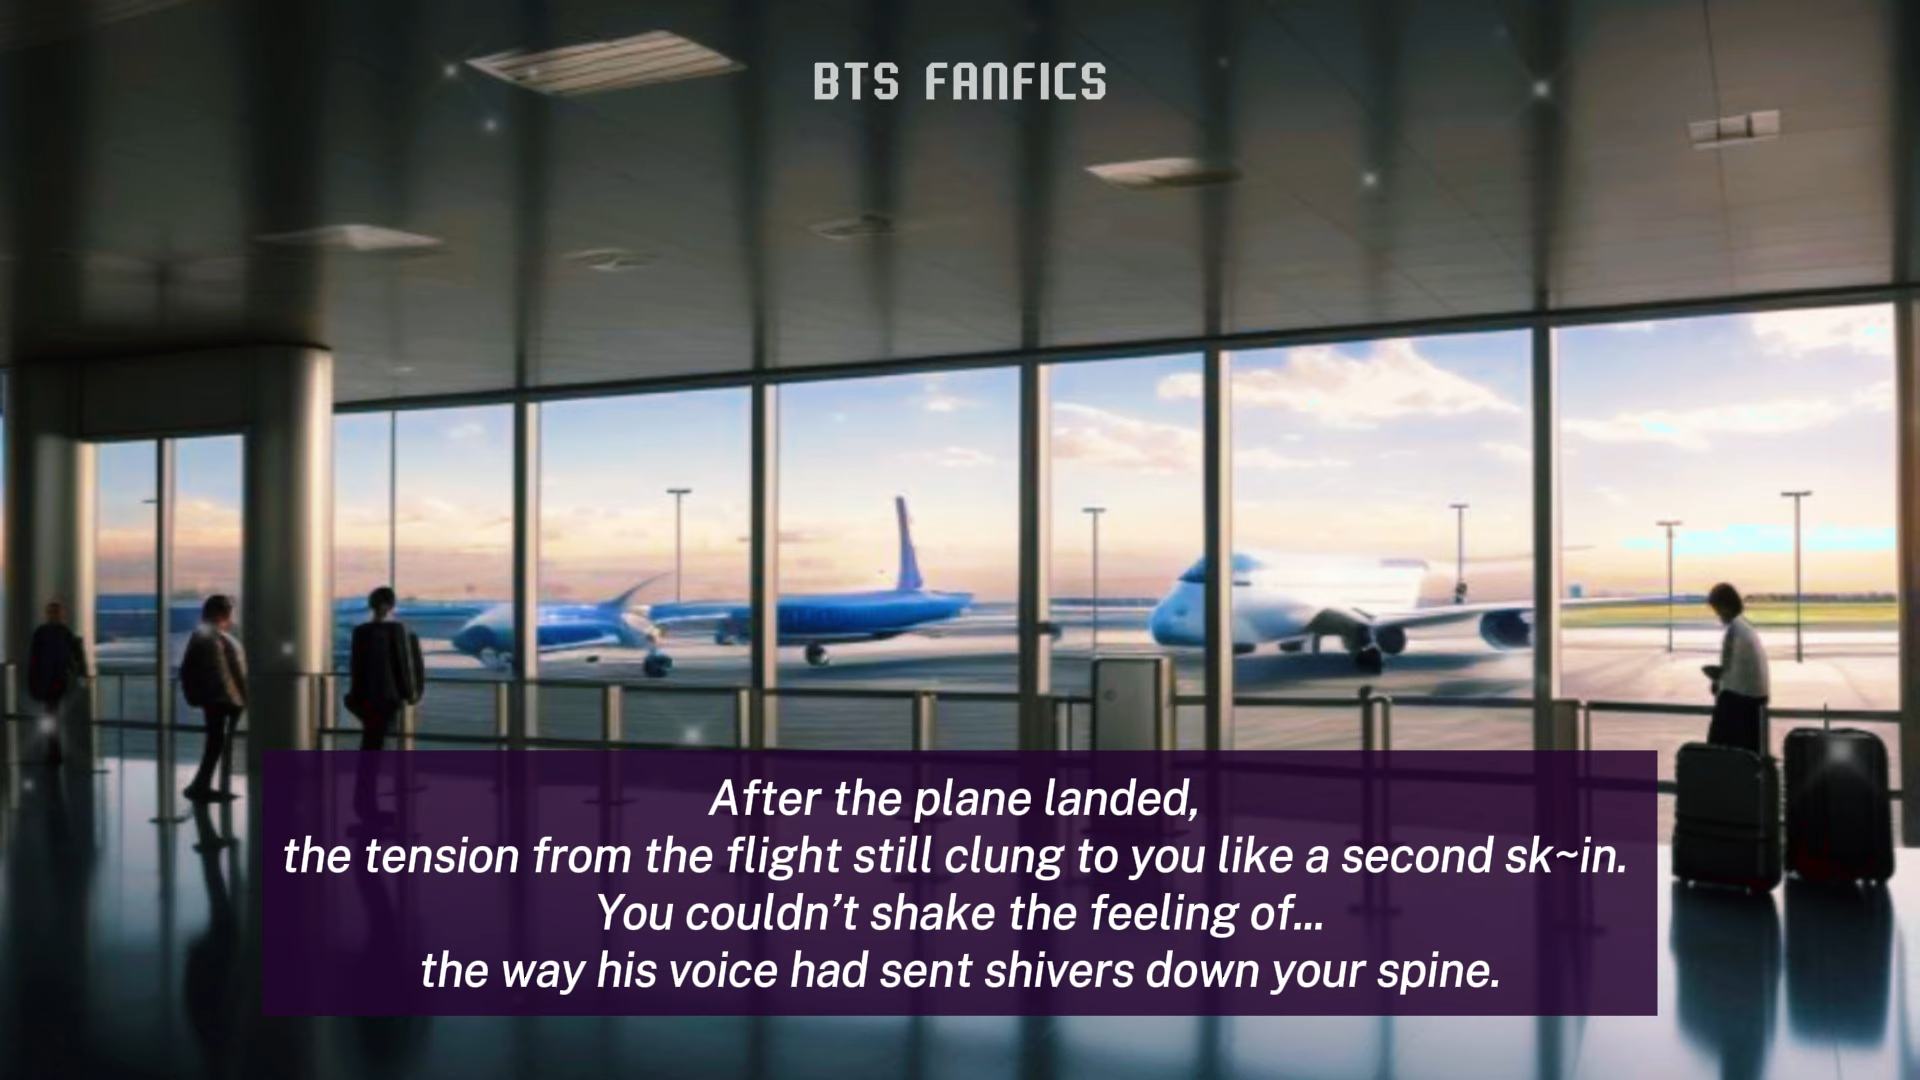 BTS FANFICS
After the plane landed,
the tension from the flight still clung to you like a second sk~in.
You couldn’t shake the feeling of...
the way his voice had sent shivers down your spine.